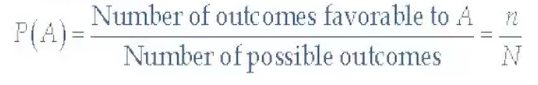 P(A) = Number of outcomes favorable to A / Number of possible outcomes = n / N